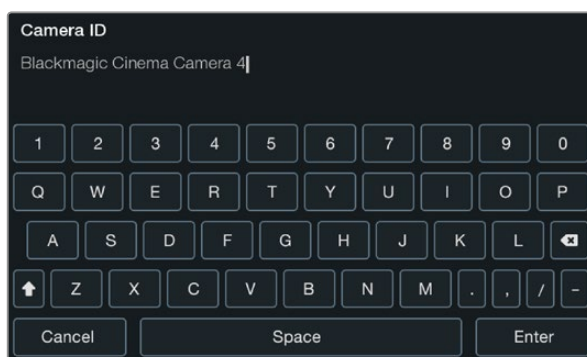 Camera ID
Blackmagic Cinema Camera 4
1 2 3 4 5 6 7 8 9 0
Q W E R T Y U I O P
A S D F G H J K L
Z X C V B N M . , / -
Cancel Space Enter